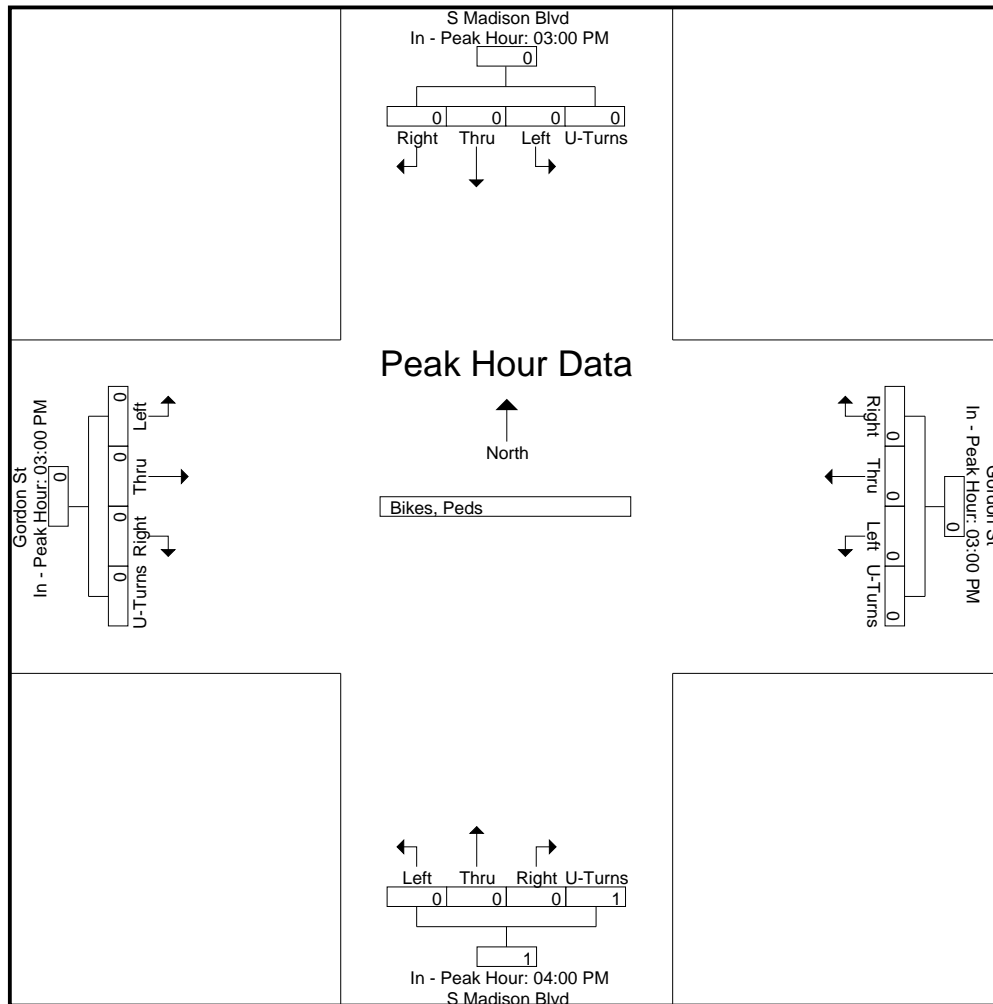 S Madison Blvd
In - Peak Hour: 03:00 PM
0
0 0 0 0
Right Thru Left U-Turns
Peak Hour Data
North
Bikes, Peds
Gordon St
In - Peak Hour: 03:00 PM
0
0 0 0 0
Left Thru Right U-Turns
Right Thru Left U-Turns
0 0 0 0
0
In - Peak Hour: 03:00 PM
Gordon St
Left Thru Right U-Turns
0 0 0 1
1
In - Peak Hour: 04:00 PM
S Madison Blvd